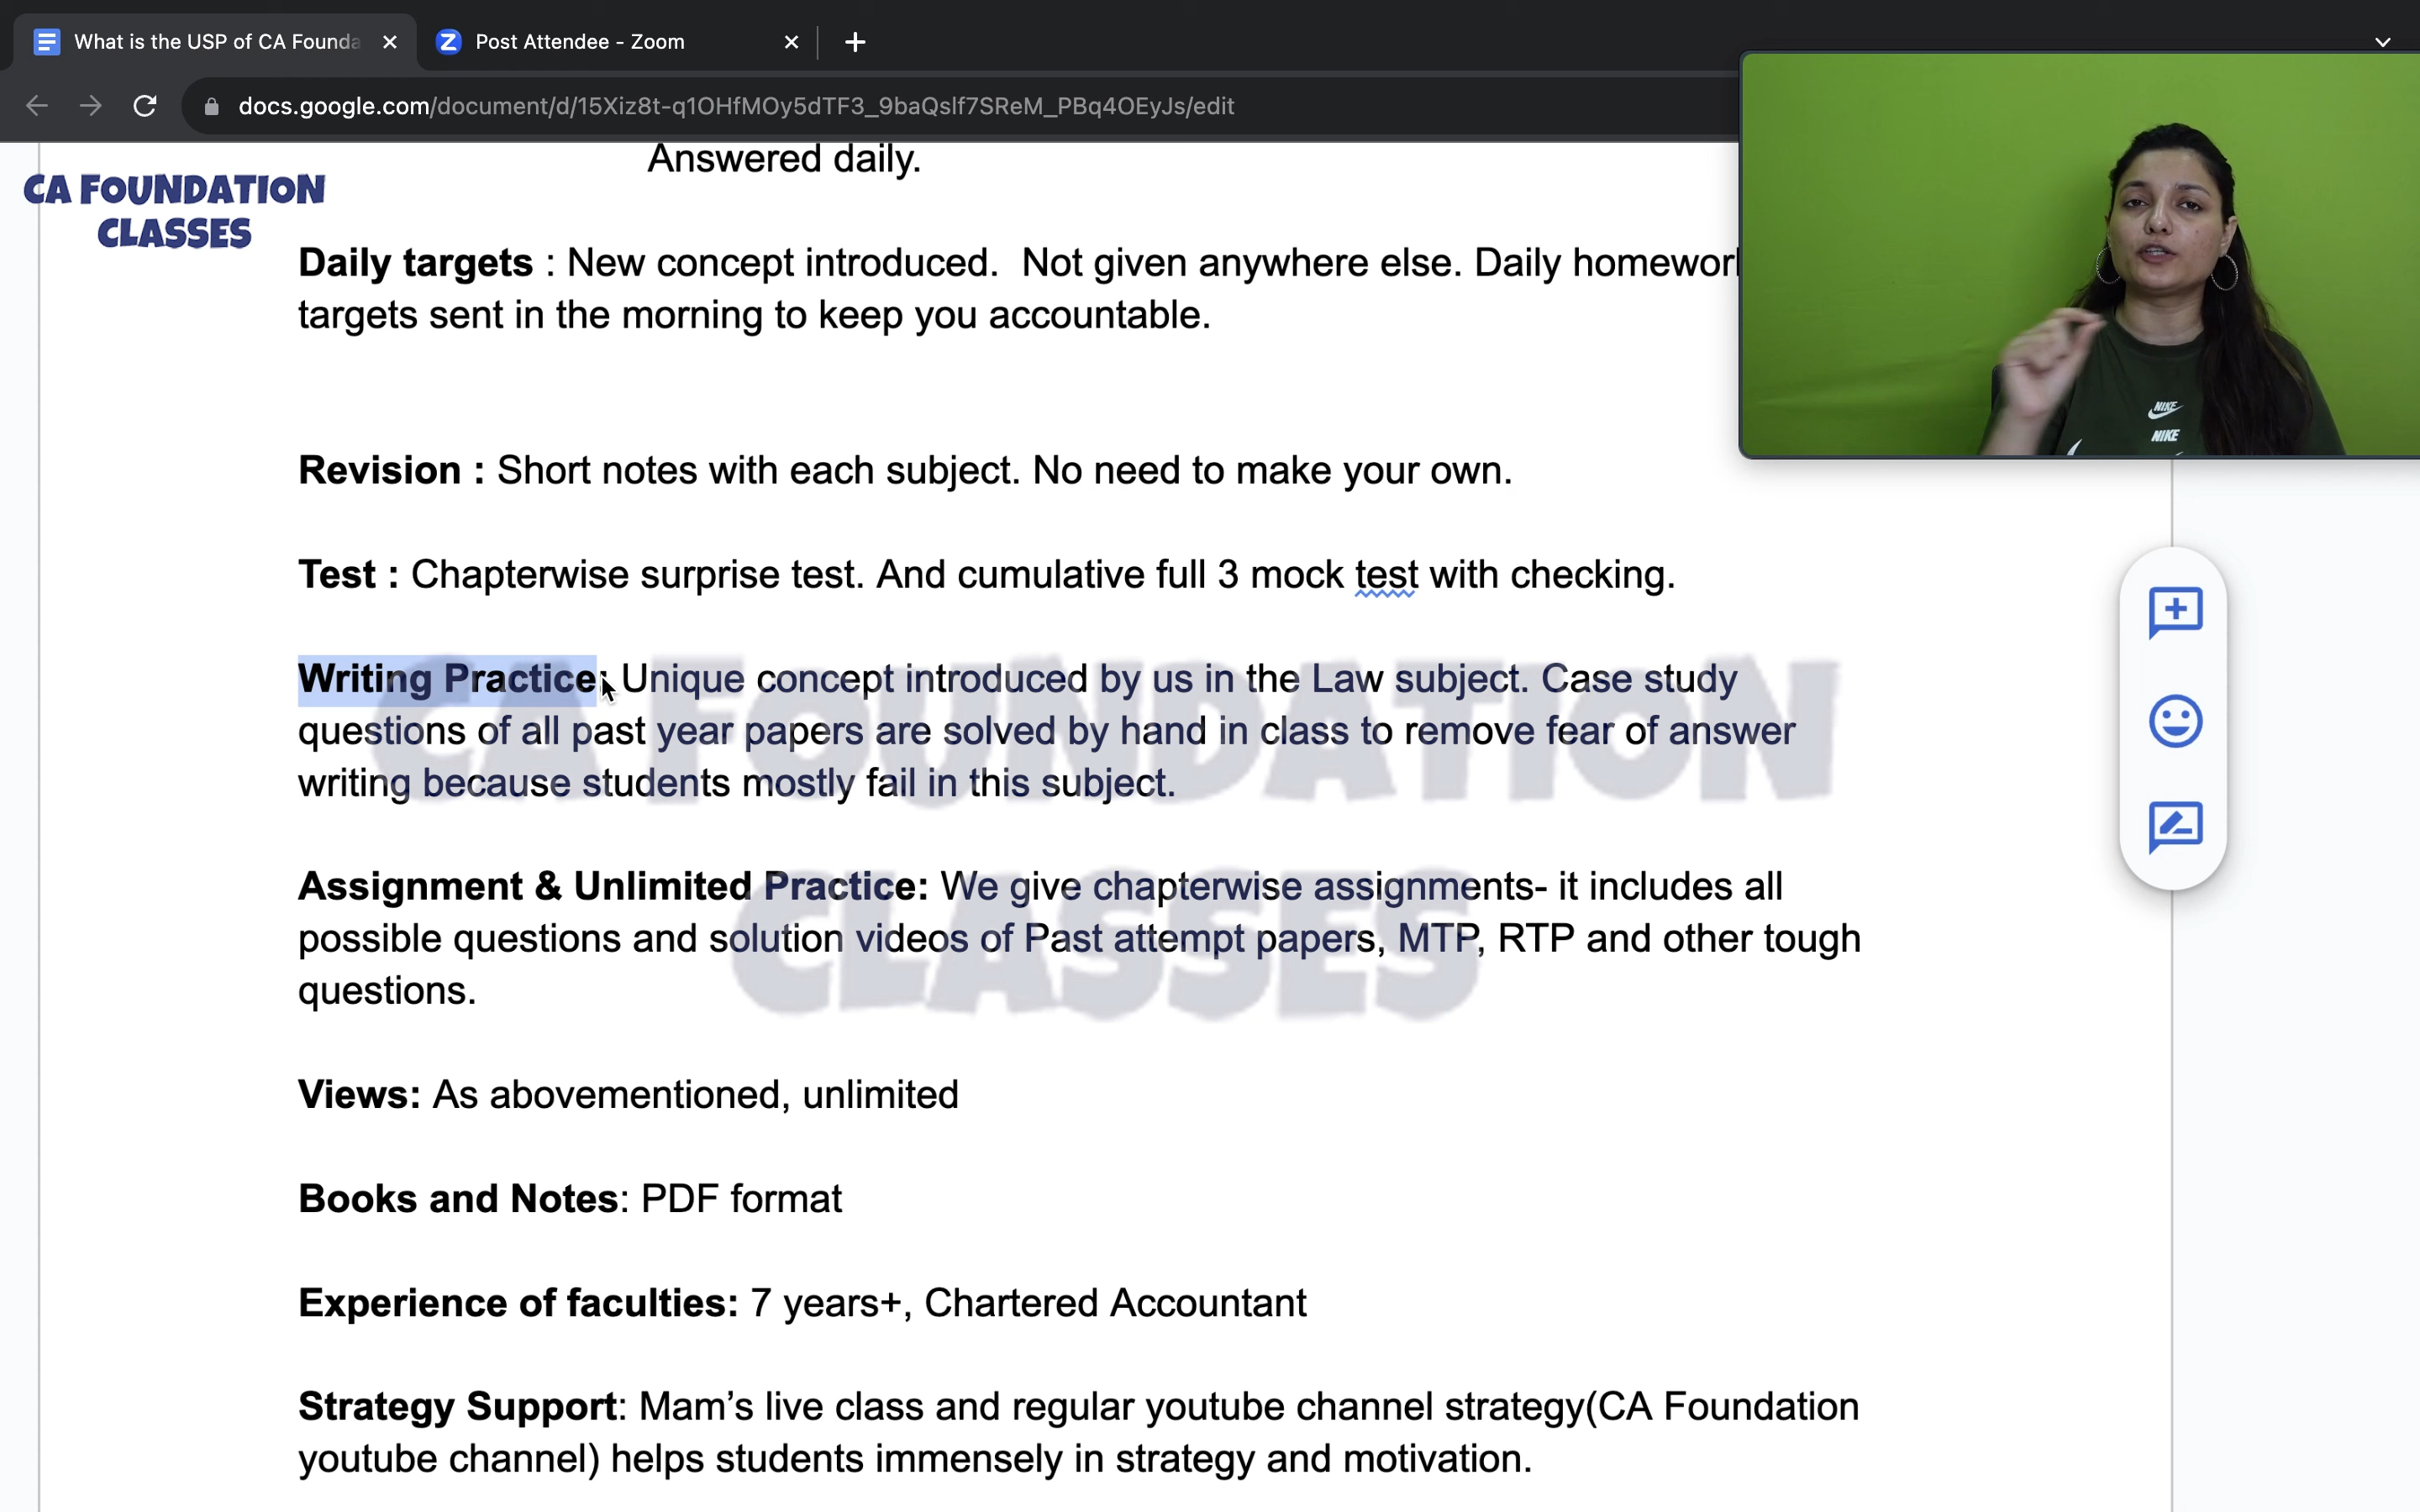 What is the USP of CA Founda
Post Attendee - Zoom
docs.google.com/document/d/15Xiz8t-q1OHfMOy5dTF3_9baQslf7SReM_PBq4OEyJs/edit
Answered daily.
CA FOUNDATION
CLASSES
Daily targets : New concept introduced.  Not given anywhere else. Daily homework
targets sent in the morning to keep you accountable.
NIKE
NIKE
Revision : Short notes with each subject. No need to make your own.
Test : Chapterwise surprise test. And cumulative full 3 mock test with checking.
Writing Practice: Unique concept introduced by us in the Law subject. Case study
questions of all past year papers are solved by hand in class to remove fear of answer
writing because students mostly fail in this subject.
CA FOUNDATION
CLASSES
Assignment & Unlimited Practice: We give chapterwise assignments- it includes all
possible questions and solution videos of Past attempt papers, MTP, RTP and other tough
questions.
Views: As abovementioned, unlimited
Books and Notes: PDF format
Experience of faculties: 7 years+, Chartered Accountant
Strategy Support: Mam’s live class and regular youtube channel strategy(CA Foundation
youtube channel) helps students immensely in strategy and motivation.